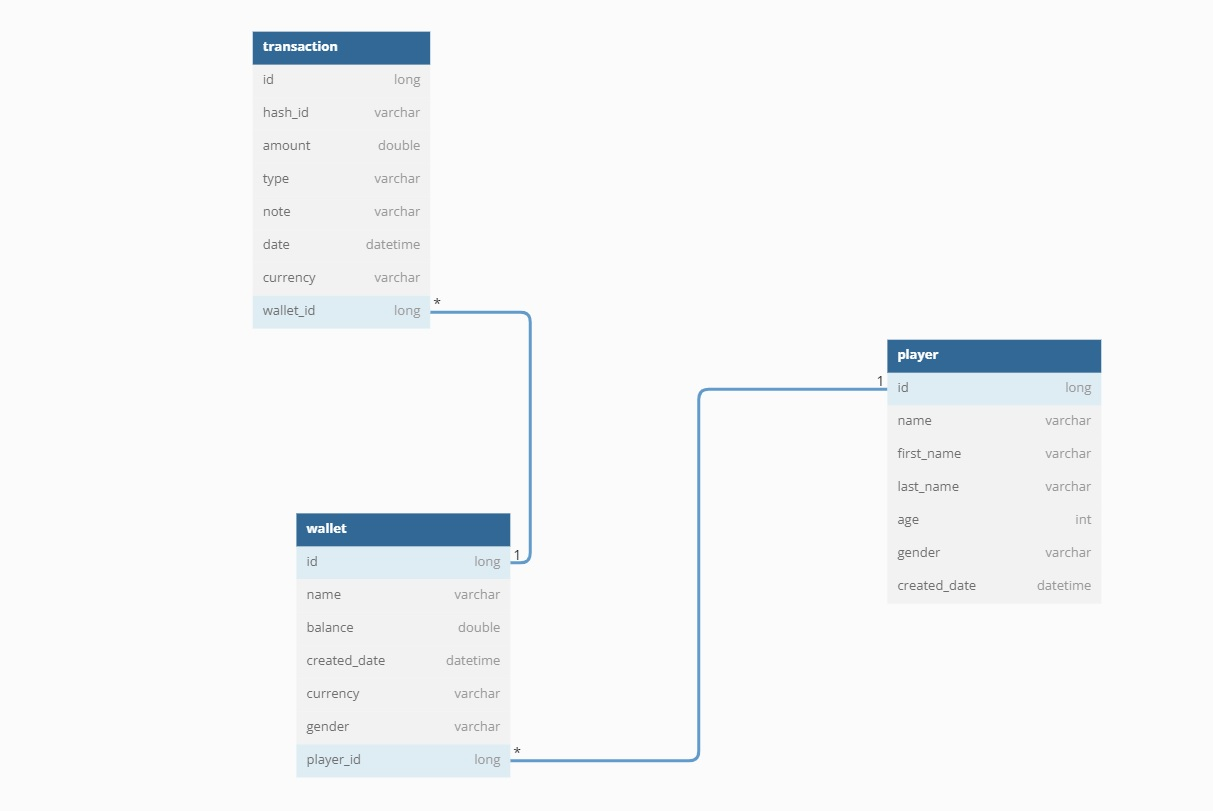 transaction
id long
hash_id varchar
amount double
type varchar
note varchar
date datetime
currency varchar
wallet_id long
*
player
1
id long
name varchar
first_name varchar
last_name varchar
age int
gender varchar
created_date datetime
wallet
id long
1
name varchar
balance double
created_date datetime
currency varchar
gender varchar
player_id long
*